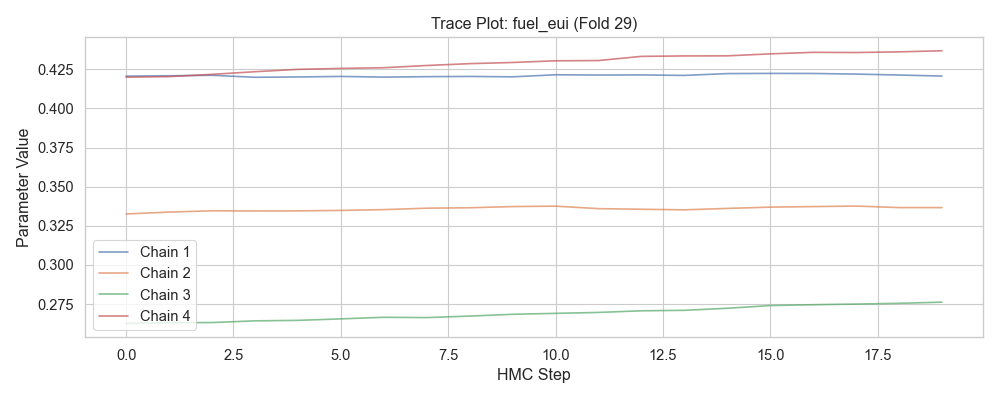 Trace Plot: fuel_eui (Fold 29)
Parameter Value
0.425
0.400
0.375
0.350
0.325
0.300
0.275
Chain 1
Chain 2
Chain 3
Chain 4
0.0 2.5 5.0 7.5 10.0 12.5 15.0 17.5
HMC Step